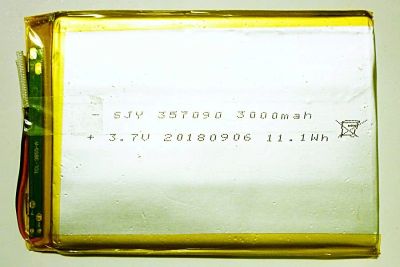 - SJY 357090 3000mah
+ 3.7V 20180906 11.1Wh